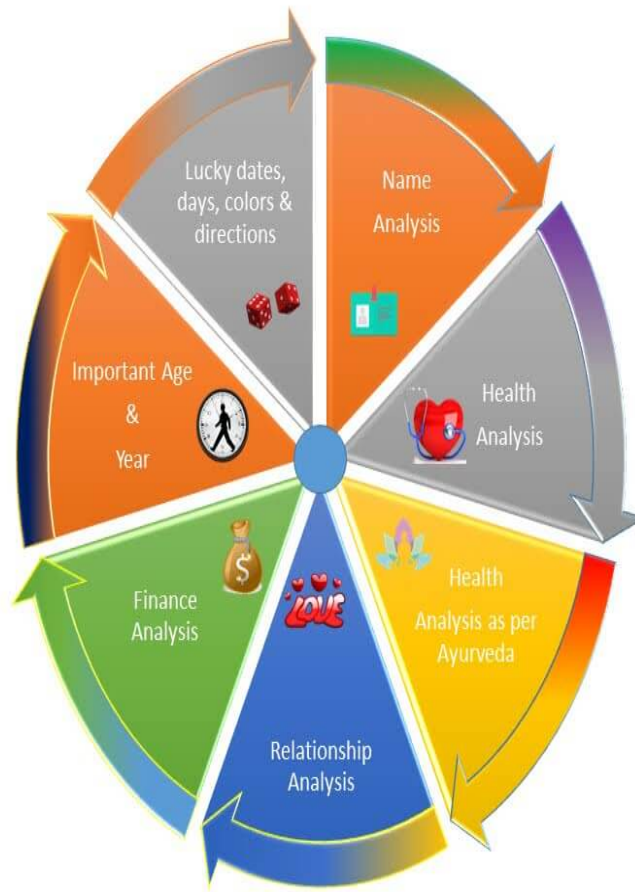 Name
Analysis
Health
Analysis
Health
Analysis as per
Ayurveda
Relationship
Analysis
Finance
Analysis
Important Age
&
Year
Lucky dates,
days, colors &
directions
$
LOVE